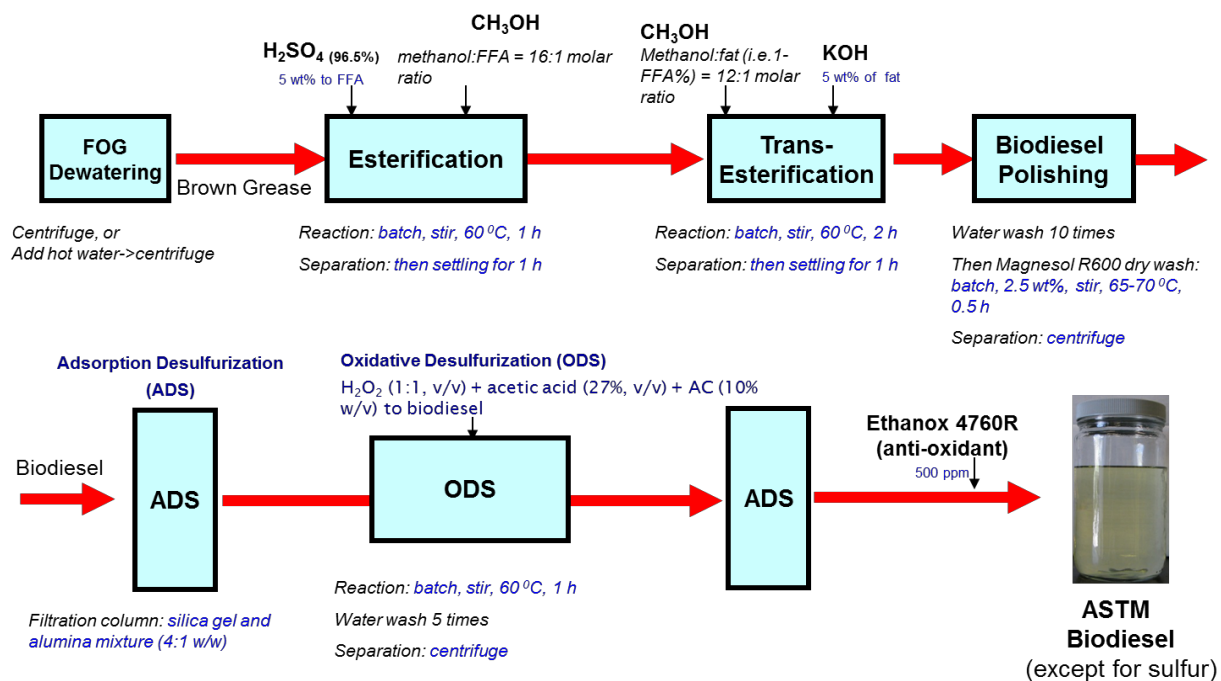 CH₃OH
H₂SO₄ (96.5%)
5 wt% to FFA
methanol:FFA = 16:1 molar
ratio
CH₃OH
Methanol:fat (i.e.1-
FFA%) = 12:1 molar
ratio
KOH
5 wt% of fat
FOG
Dewatering
Brown Grease
Esterification
Trans-
Esterification
Biodiesel
Polishing
Centrifuge, or
Add hot water->centrifuge
Reaction: batch, stir, 60 ⁰C, 1 h
Separation: then settling for 1 h
Reaction: batch, stir, 60 ⁰C, 2 h
Separation: then settling for 1 h
Water wash 10 times
Then Magnesol R600 dry wash:
batch, 2.5 wt%, stir, 65-70 ⁰C,
0.5 h
Separation: centrifuge
Adsorption Desulfurization
(ADS)
Oxidative Desulfurization (ODS)
H₂O₂ (1:1, v/v) + acetic acid (27%, v/v) + AC (10%
w/v) to biodiesel
Biodiesel
ADS
ODS
ADS
Ethanox 4760R
(anti-oxidant)
500 ppm
Filtration column: silica gel and
alumina mixture (4:1 w/w)
Reaction: batch, stir, 60 ⁰C, 1 h
Water wash 5 times
Separation: centrifuge
ASTM
Biodiesel
(except for sulfur)